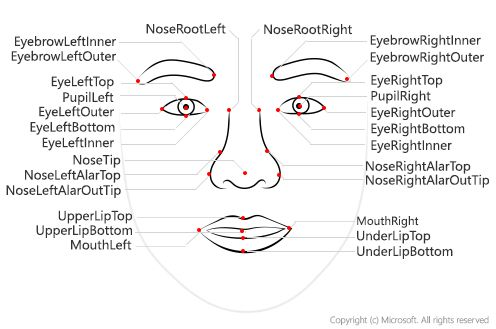 NoseRootLeft
NoseRootRight
EyebrowLeftInner
EyebrowLeftOuter
EyeLeftTop
PupilLeft
EyeLeftOuter
EyeLeftBottom
EyeLeftInner
NoseTip
NoseLeftAlarTop
NoseLeftAlarOutTip
UpperLipTop
UpperLipBottom
MouthLeft
EyebrowRightInner
EyebrowRightOuter
EyeRightTop
PupilRight
EyeRightOuter
EyeRightBottom
EyeRightInner
NoseRightAlarTop
NoseRightAlarOutTip
MouthRight
UnderLipTop
UnderLipBottom
Copyright (c) Microsoft. All rights reserved